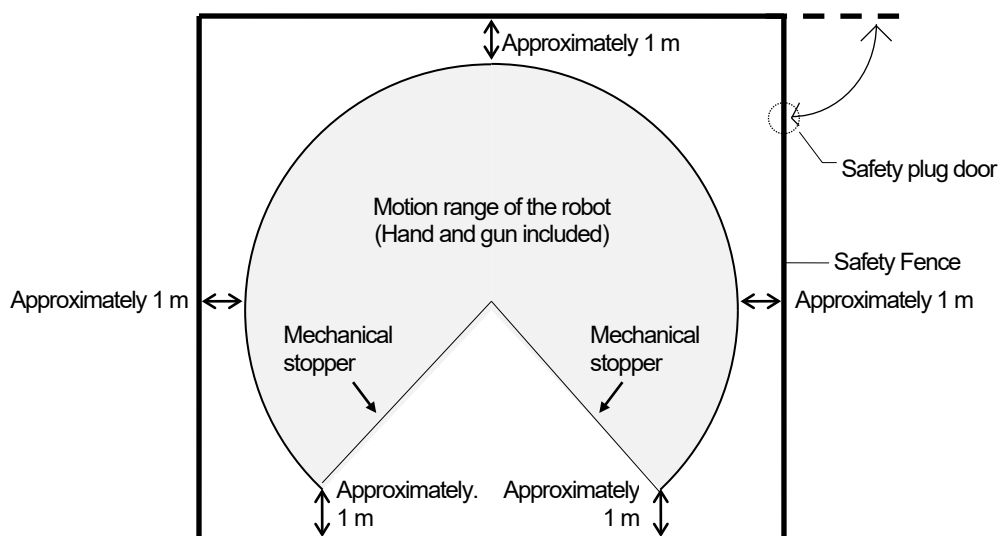 Approximately 1 m
Safety plug door
Motion range of the robot
(Hand and gun included)
Safety Fence
Approximately 1 m
Approximately 1 m
Mechanical
stopper
Mechanical
stopper
Approximately.
1 m
Approximately
1 m